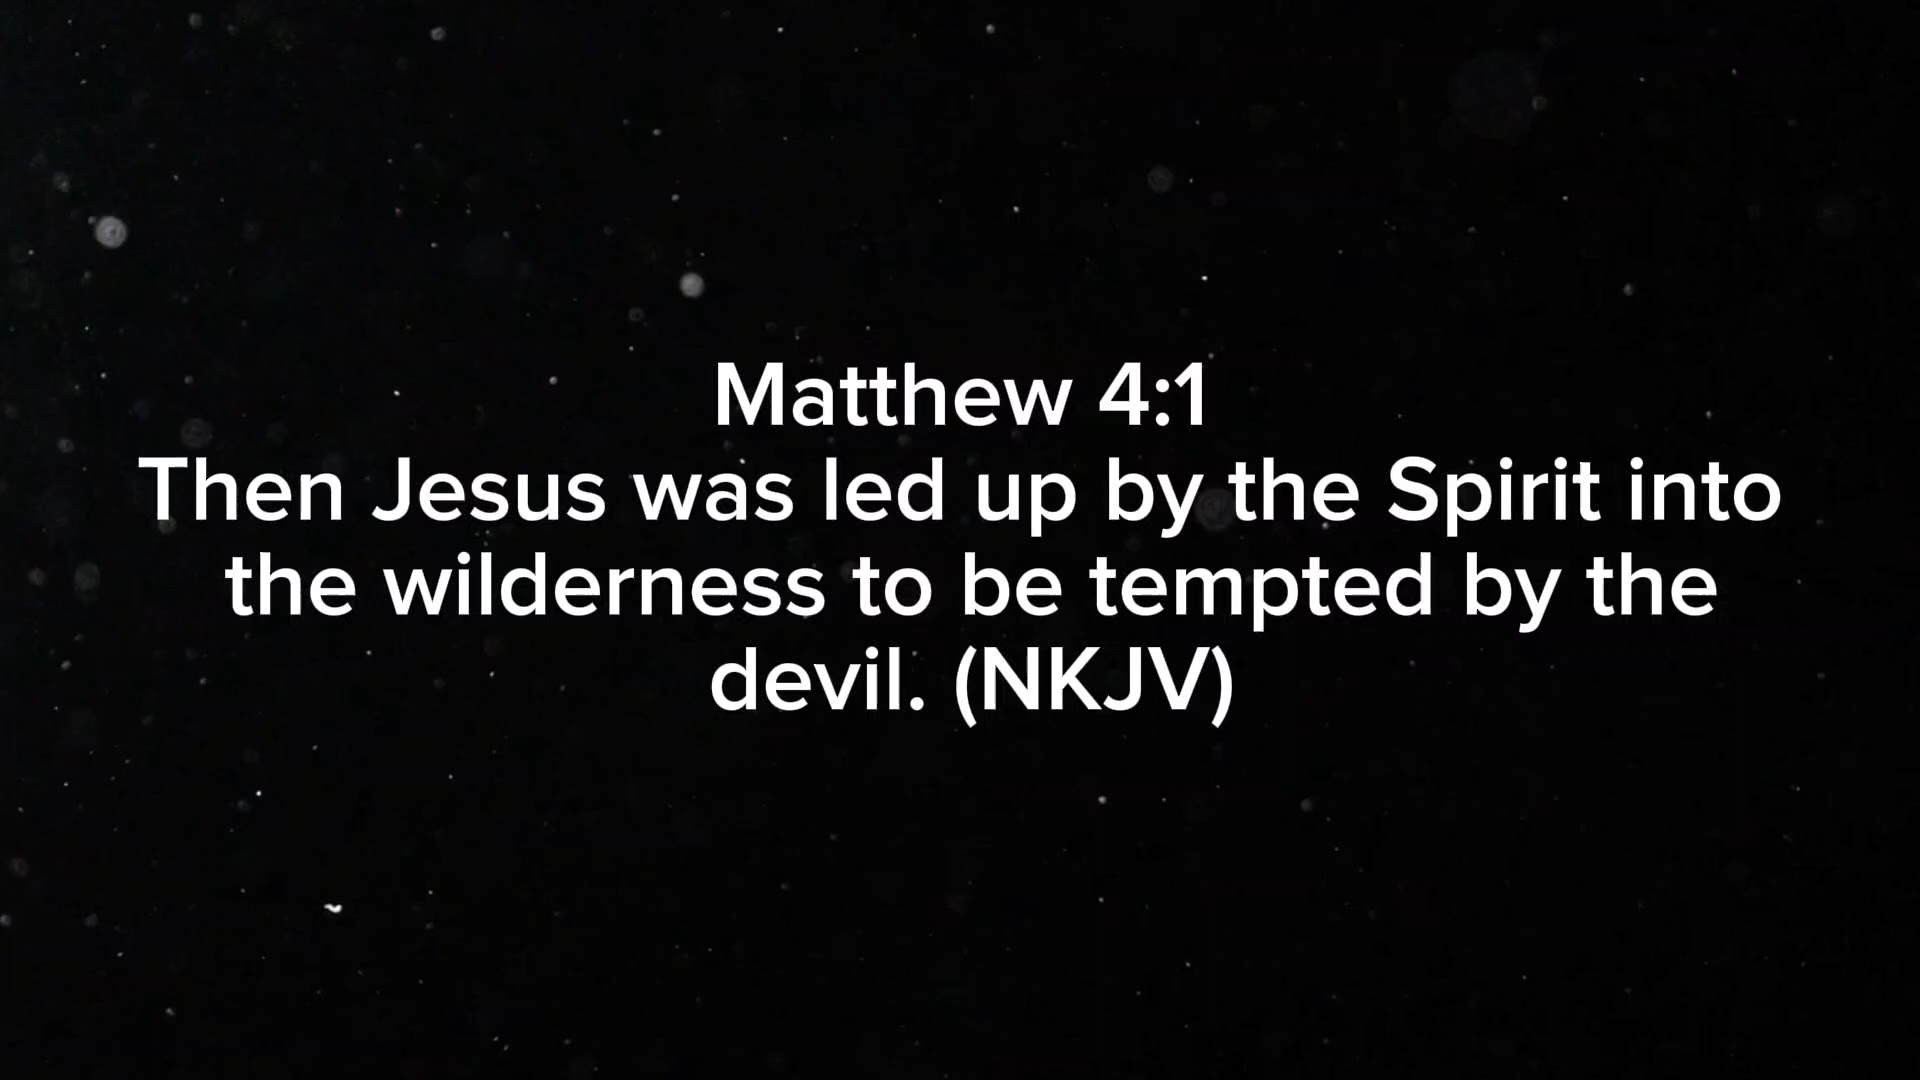 Matthew 4:1
Then Jesus was led up by the Spirit into
the wilderness to be tempted by the
devil. (NKJV)